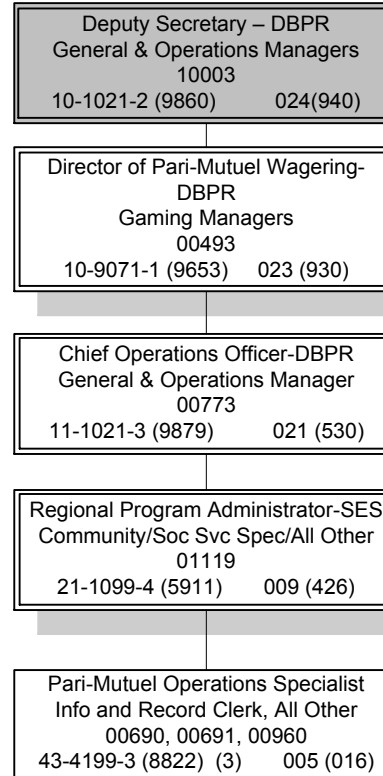 Deputy Secretary – DBPR
General & Operations Managers
10003
10-1021-2 (9860) 024(940)
Director of Pari-Mutuel Wagering-
DBPR
Gaming Managers
00493
10-9071-1 (9653) 023 (930)
Chief Operations Officer-DBPR
General & Operations Manager
00773
11-1021-3 (9879) 021 (530)
Regional Program Administrator-SES
Community/Soc Svc Spec/All Other
01119
21-1099-4 (5911) 009 (426)
Pari-Mutuel Operations Specialist
Info and Record Clerk, All Other
00690, 00691, 00960
43-4199-3 (8822) (3) 005 (016)